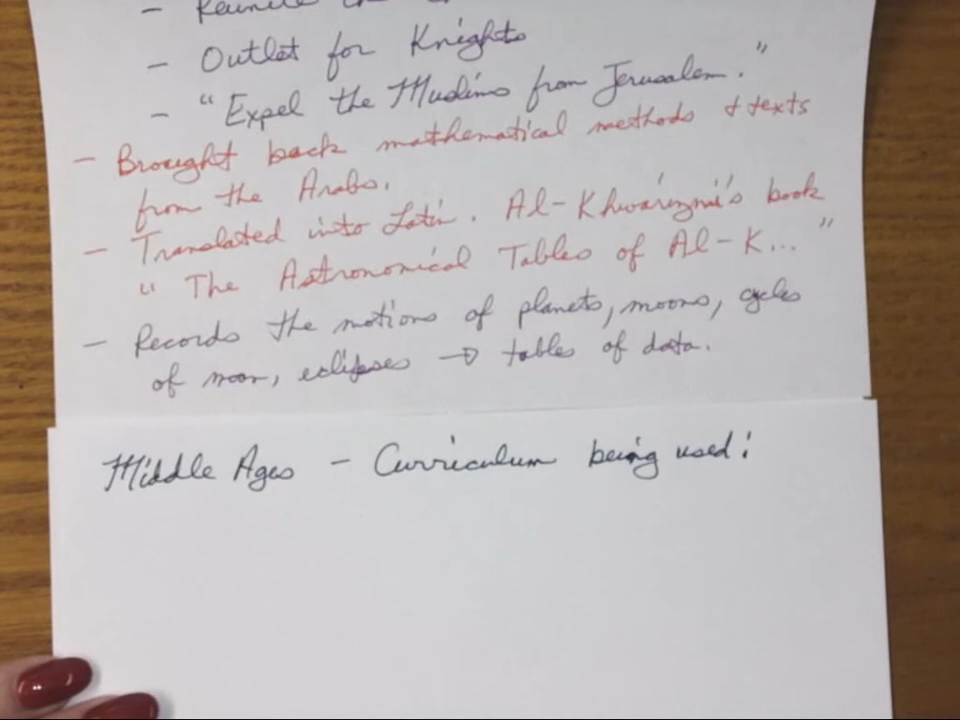 - Reunite the
- Outlet for Knights
- "Expel the Muslims from Jerusalem."
- Brought back mathematical methods & texts
from the Arabs.
- Translated into Latin. Al-Khwarizmi's book
" The Astronomical Tables of Al-K... "
- Records the motions of planets, moons, cycles
of moon, eclipses → tables of data.
Middle Ages - Curriculum being used: